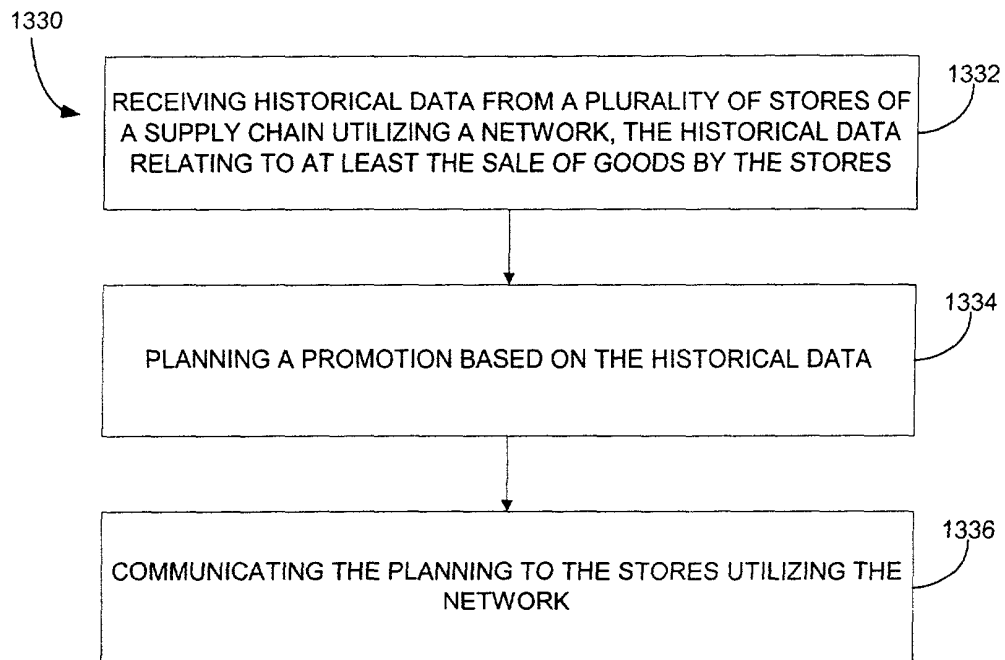 1330
1332
RECEIVING HISTORICAL DATA FROM A PLURALITY OF STORES OF
A SUPPLY CHAIN UTILIZING A NETWORK, THE HISTORICAL DATA
RELATING TO AT LEAST THE SALE OF GOODS BY THE STORES
1334
PLANNING A PROMOTION BASED ON THE HISTORICAL DATA
1336
COMMUNICATING THE PLANNING TO THE STORES UTILIZING THE
NETWORK